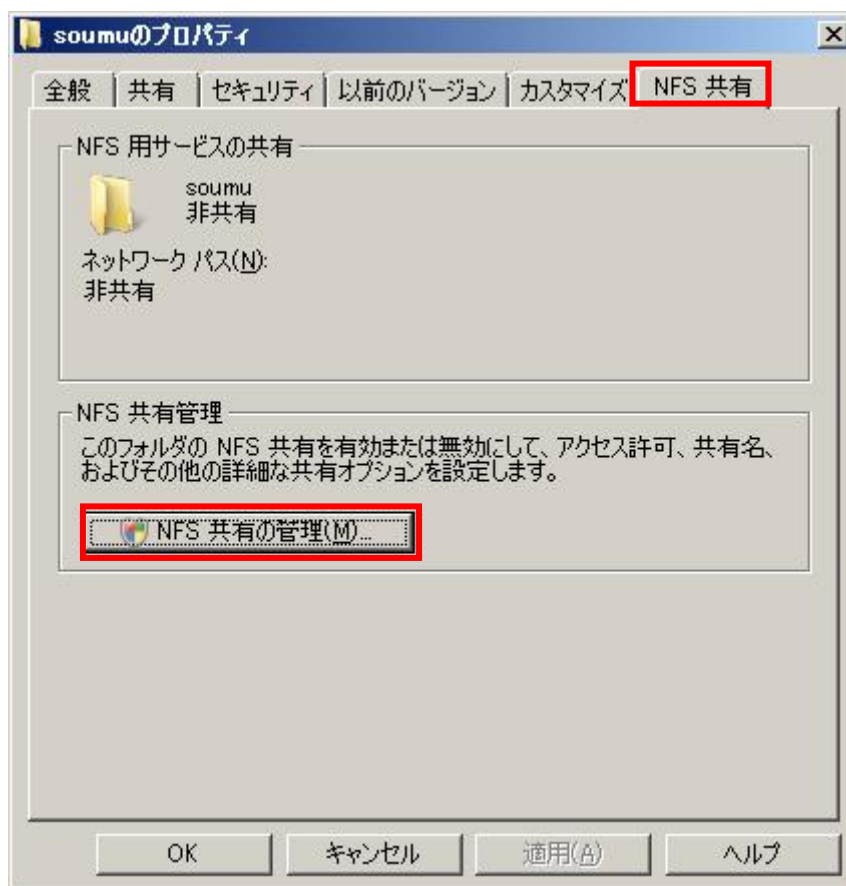 soumuのプロパティ
全般 共有 セキュリティ 以前のバージョン カスタマイズ NFS 共有
NFS 用サービスの共有
soumu
非共有
ネットワーク パス(N):
非共有
NFS 共有管理
このフォルダの NFS 共有を有効または無効にして、アクセス許可、共有名、
およびその他の詳細な共有オプションを設定します。
NFS 共有の管理(M)...
OK キャンセル 適用(A) ヘルプ